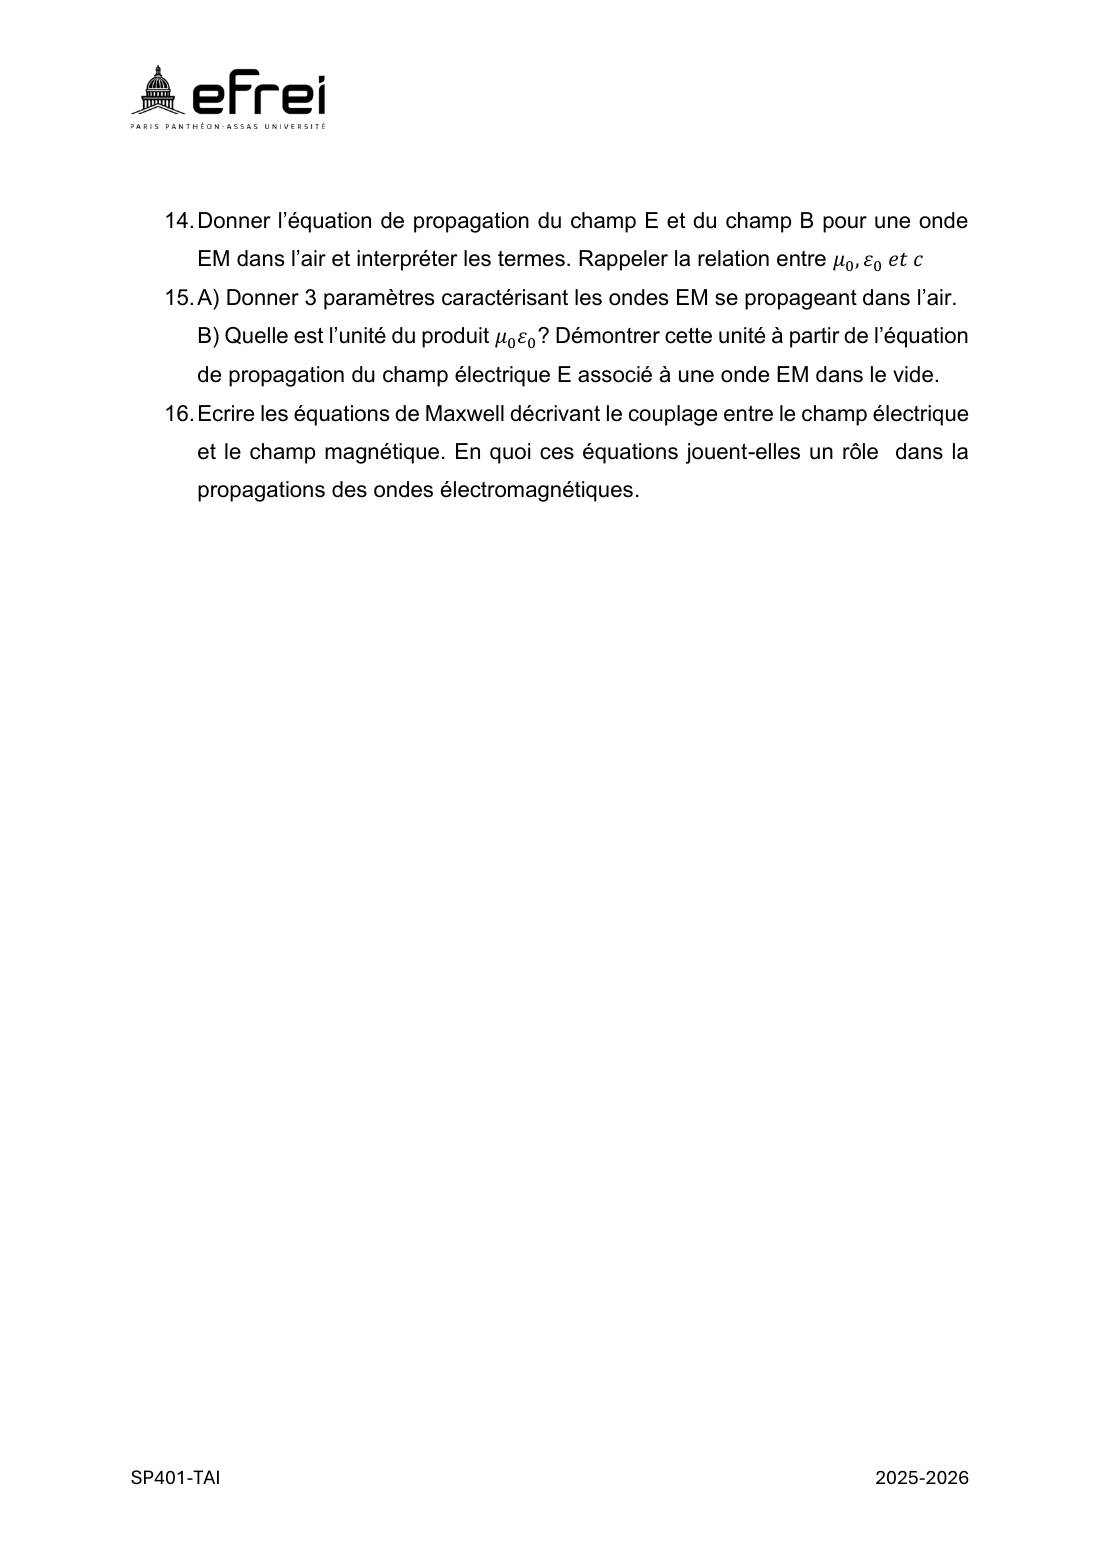 efrei
PARIS PANTHÉON-ASSAS UNIVERSITÉ
14. Donner l’équation de propagation du champ E et du champ B pour une onde
EM dans l’air et interpréter les termes. Rappeler la relation entre μ₀, ε₀ et c
15. A) Donner 3 paramètres caractérisant les ondes EM se propageant dans l’air.
B) Quelle est l’unité du produit μ₀ε₀? Démontrer cette unité à partir de l’équation
de propagation du champ électrique E associé à une onde EM dans le vide.
16. Ecrire les équations de Maxwell décrivant le couplage entre le champ électrique
et le champ magnétique. En quoi ces équations jouent-elles un rôle  dans la
propagations des ondes électromagnétiques.
SP401-TAI 2025-2026